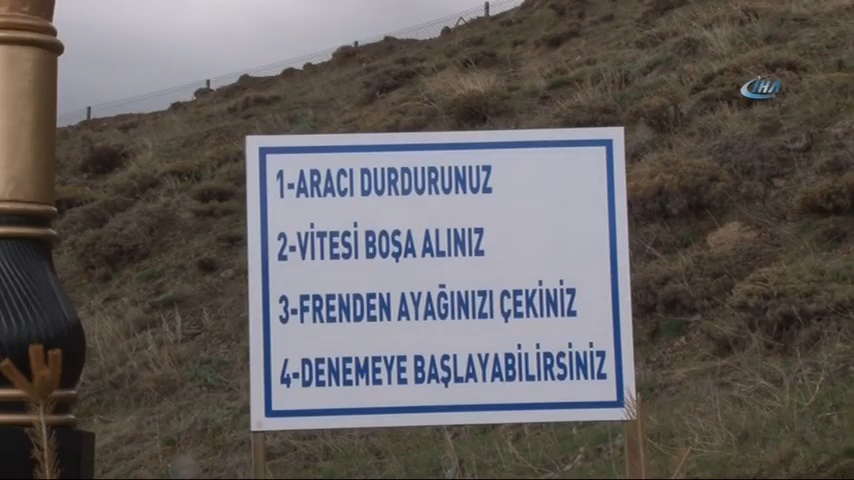 İHA
1-ARACI DURDURUNUZ
2-VİTESİ BOŞA ALINIZ
3-FRENDEN AYAĞINIZI ÇEKİNİZ
4-DENEMEYE BAŞLAYABİLİRSİNİZ